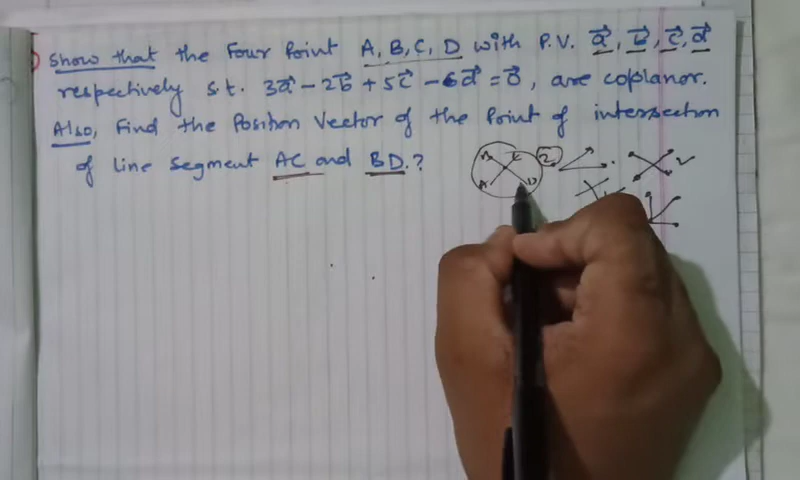 Show that the Four Point A, B, C, D with P.V. a⃗, b⃗, c⃗, d⃗
respectively s.t. 3a⃗ - 2b⃗ + 5c⃗ - 6d⃗ = 0⃗, are coplanar.
Also, Find the Position Vector of the Point of intersection
of line segment AC and BD.?
B C 2
A D